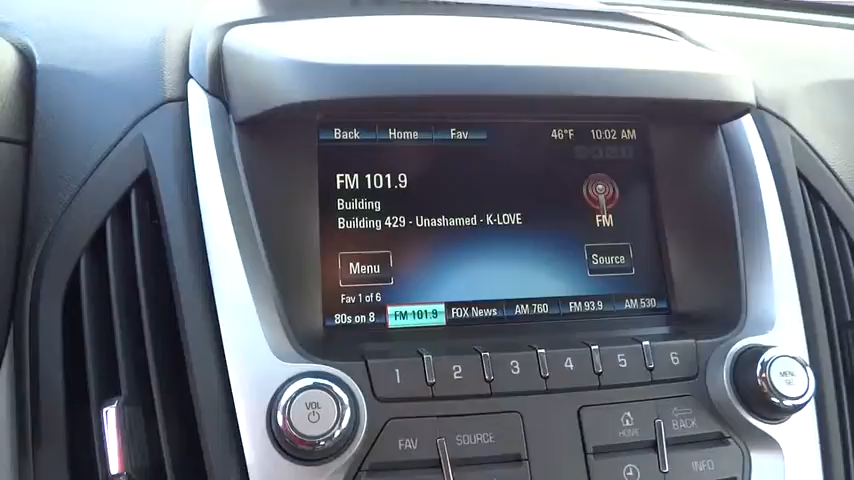 Back Home Fav 46°F 10:02 AM
FM 101.9
Building
Building 429 - Unashamed - K-LOVE
FM
Menu
Source
Fav 1 of 6
80s on 8 FM 101.9 FOX News AM 760 FM 93.9 AM 530
1 2 3 4 5 6
VOL
MENU
SEL
FAV SOURCE
HOME BACK
INFO